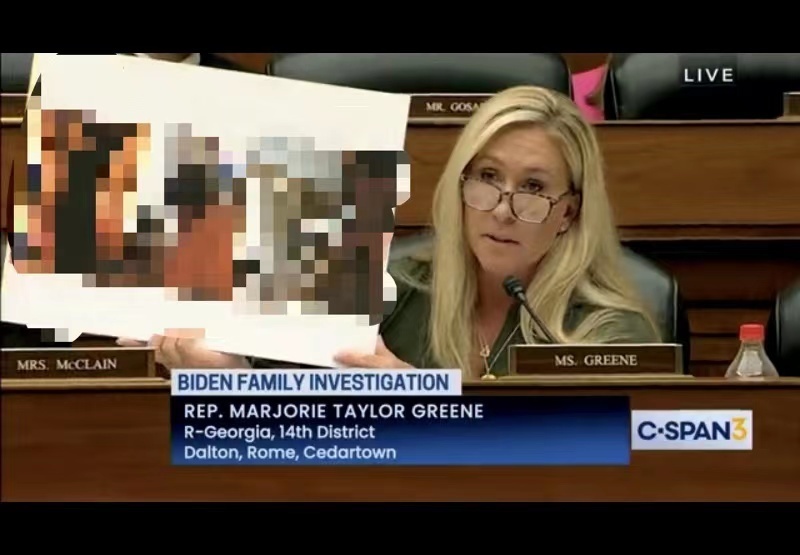 LIVE
MR. GOSA
MRS. McCLAIN
MS. GREENE
BIDEN FAMILY INVESTIGATION
REP. MARJORIE TAYLOR GREENE
R-Georgia, 14th District
Dalton, Rome, Cedartown
C-SPAN3